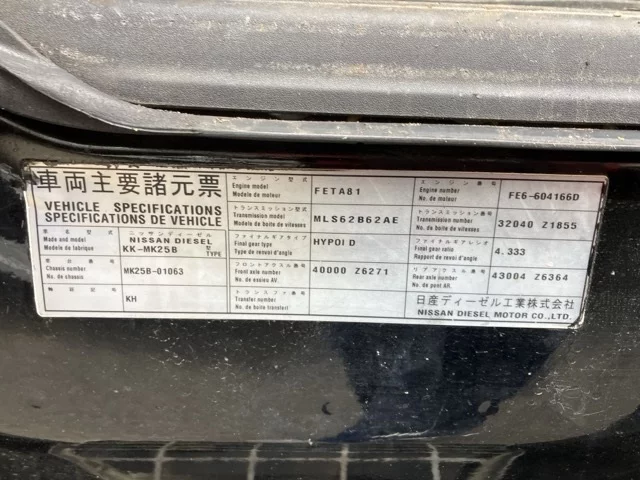 車両主要諸元票
VEHICLE SPECIFICATIONS
SPECIFICATIONS DE VEHICLE
車名 ニッサンディーゼル 型式
Made and model NISSAN DIESEL
Modele de fabrique KK-MK25B TYPE
車台番号
Chassis number MK25B-01063
No. de chassis
KH
エンジン型式
Engine model FETA81
Modele de moteur
トランスミッション型式
Transmission model MLS62B62AE
Modele de boite de vitesses
ファイナルギアタイプ
Final gear type HYPOID
Type de renvoi d'angle
フロントアクスル番号
Front axle number 40000 Z6271
No. de essieu AV.
トランスファ番号
Transfer number
No. de boite transfert
エンジン番号
Engine number FE6-604166D
No. de moteur
トランスミッション番号
Transmission number 32040 Z1855
No. de boite de vitesses
ファイナルギアレシオ
Final gear ratio 4.333
Rapport de renvoi d'angle
リアアクスル番号
Rear axle number 43004 Z6364
No. de pont AR.
日産ディーゼル工業株式会社
NISSAN DIESEL MOTOR CO.,LTD.